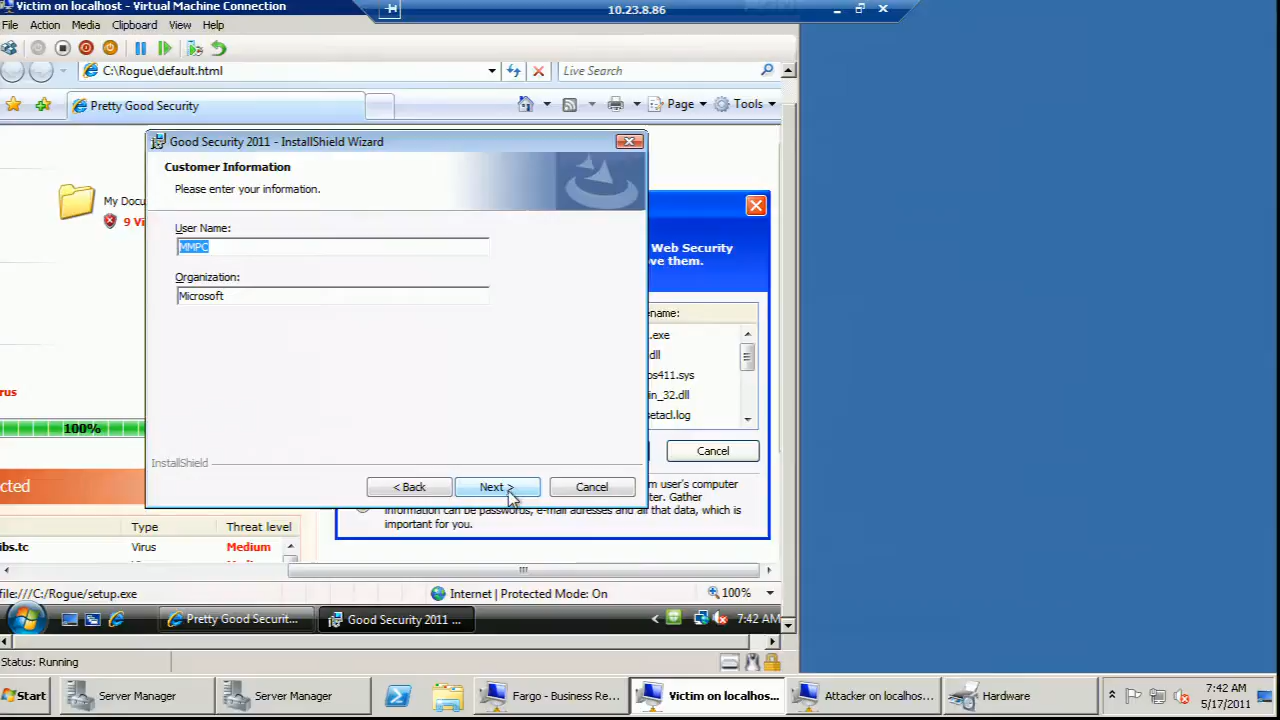 Victim on localhost - Virtual Machine Connection
10.23.8.86
File Action Media Clipboard View Help
C:\Rogue\default.html
Live Search
Pretty Good Security
Page
Tools
Good Security 2011 - InstallShield Wizard
Customer Information
Please enter your information.
My Docu
9 Vi
User Name:
MMPC
Organization:
Microsoft
Web Security
ve them.
name:
.exe
dll
os411.sys
in_32.dll
setacl.log
rus
100%
Cancel
InstallShield
< Back
Next >
Cancel
cted
m user's computer
ter. Gather
information can be passwords, e-mail adresses and all that data, which is
important for you.
Type
Threat level
ibs.tc
Virus
Medium
file:///C:/Rogue/setup.exe
Internet | Protected Mode: On
100%
Pretty Good Securit...
Good Security 2011 ...
7:42 AM
Status: Running
Start
Server Manager
Server Manager
Fargo - Business Re...
Victim on localhos...
Attacker on localhos...
Hardware
7:42 AM
5/17/2011